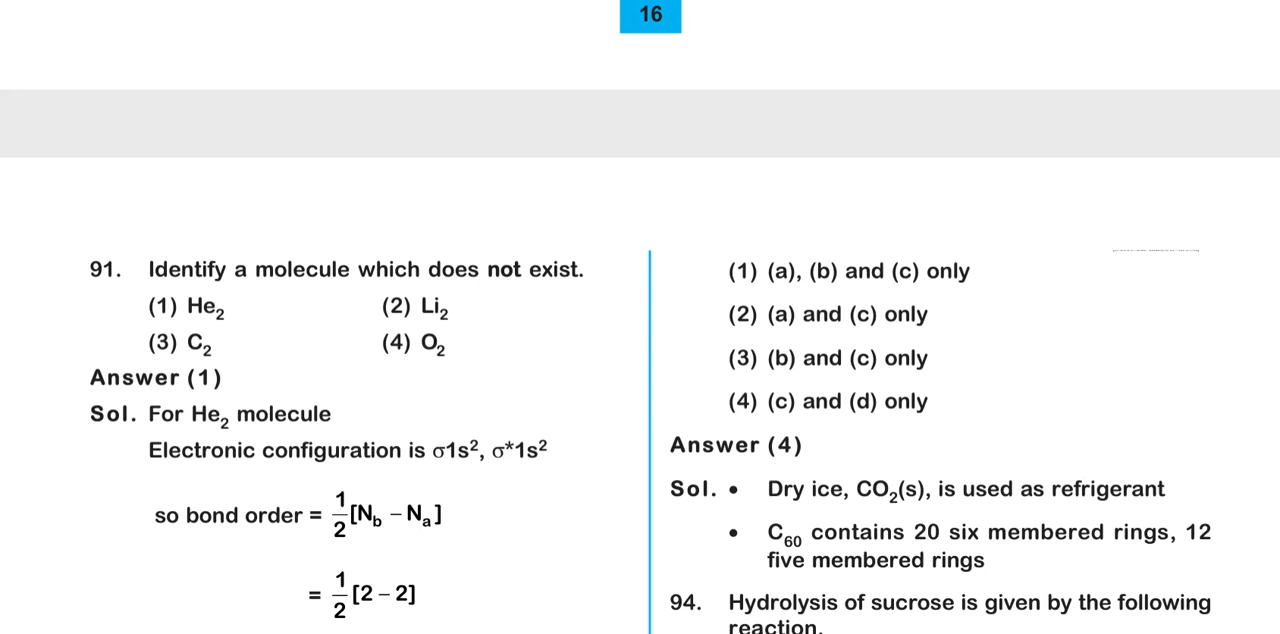 16
91. Identify a molecule which does not exist.
(1) He₂ (2) Li₂
(3) C₂ (4) O₂
Answer (1)
Sol. For He₂ molecule
Electronic configuration is σ1s², σ*1s²
so bond order = 1/2 [N_b – N_a]
= 1/2 [2 – 2]
(1) (a), (b) and (c) only
(2) (a) and (c) only
(3) (b) and (c) only
(4) (c) and (d) only
Answer (4)
Sol. • Dry ice, CO₂(s), is used as refrigerant
• C₆₀ contains 20 six membered rings, 12
five membered rings
94. Hydrolysis of sucrose is given by the following
reaction.